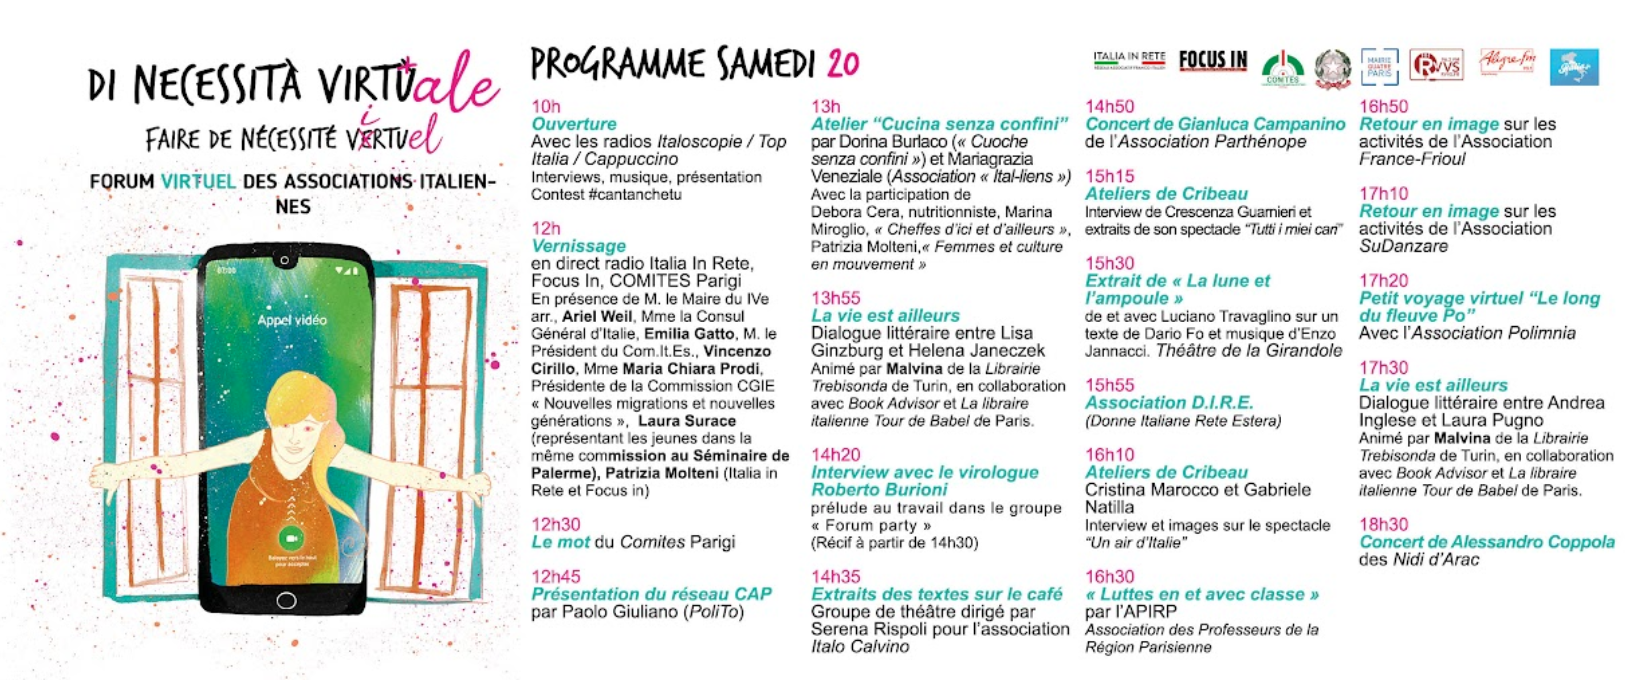 DI NECESSITÀ VIRTÙ*ale
FAIRE DE NÉCESSITÉ VERTUel
i i
FORUM VIRTUEL DES ASSOCIATIONS ITALIEN-
NES
07:00
Appel vidéo
Balayez vers le haut
pour accepter
PROGRAMME SAMEDI 20
ITALIA IN RETE
FOCUS IN
COMITES
MAIRIE
QUATRE
PARIS
RVVS
Aligre fm
10h
Ouverture
Avec les radios Italoscopie / Top
Italia / Cappuccino
Interviews, musique, présentation
Contest #cantanchetu
12h
Vernissage
en direct radio Italia In Rete,
Focus In, COMITES Parigi
En présence de M. le Maire du IVe
arr., Ariel Weil, Mme la Consul
Général d'Italie, Emilia Gatto, M. le
Président du Com.It.Es., Vincenzo
Cirillo, Mme Maria Chiara Prodi,
Présidente de la Commission CGIE
« Nouvelles migrations et nouvelles
générations », Laura Surace
(représentant les jeunes dans la
même commission au Séminaire de
Palerme), Patrizia Molteni (Italia in
Rete et Focus in)
12h30
Le mot du Comites Parigi
12h45
Présentation du réseau CAP
par Paolo Giuliano (PoliTo)
13h
Atelier “Cucina senza confini”
par Dorina Burlaco (« Cuoche
senza confini ») et Mariagrazia
Veneziale (Association « Ital-liens »)
Avec la participation de
Debora Cera, nutritionniste, Marina
Miroglio, « Cheffes d'ici et d'ailleurs »,
Patrizia Molteni,« Femmes et culture
en mouvement »
13h55
La vie est ailleurs
Dialogue littéraire entre Lisa
Ginzburg et Helena Janeczek
Animé par Malvina de la Librairie
Trebisonda de Turin, en collaboration
avec Book Advisor et La libraire
italienne Tour de Babel de Paris.
14h20
Interview avec le virologue
Roberto Burioni
prélude au travail dans le groupe
« Forum party »
(Récif à partir de 14h30)
14h35
Extraits des textes sur le café
Groupe de théâtre dirigé par
Serena Rispoli pour l'association
Italo Calvino
14h50
Concert de Gianluca Campanino
de l'Association Parthénope
15h15
Ateliers de Cribeau
Interview de Crescenza Guarnieri et
extraits de son spectacle “Tutti i miei cari”
15h30
Extrait de « La lune et
l'ampoule »
de et avec Luciano Travaglino sur un
texte de Dario Fo et musique d'Enzo
Jannacci. Théâtre de la Girandole
15h55
Association D.I.R.E.
(Donne Italiane Rete Estera)
16h10
Ateliers de Cribeau
Cristina Marocco et Gabriele
Natilla
Interview et images sur le spectacle
“Un air d'Italie”
16h30
« Luttes en et avec classe »
par l'APIRP
Association des Professeurs de la
Région Parisienne
16h50
Retour en image sur les
activités de l'Association
France-Frioul
17h10
Retour en image sur les
activités de l'Association
SuDanzare
17h20
Petit voyage virtuel “Le long
du fleuve Po”
Avec l'Association Polimnia
17h30
La vie est ailleurs
Dialogue littéraire entre Andrea
Inglese et Laura Pugno
Animé par Malvina de la Librairie
Trebisonda de Turin, en collaboration
avec Book Advisor et La libraire
italienne Tour de Babel de Paris.
18h30
Concert de Alessandro Coppola
des Nidi d'Arac